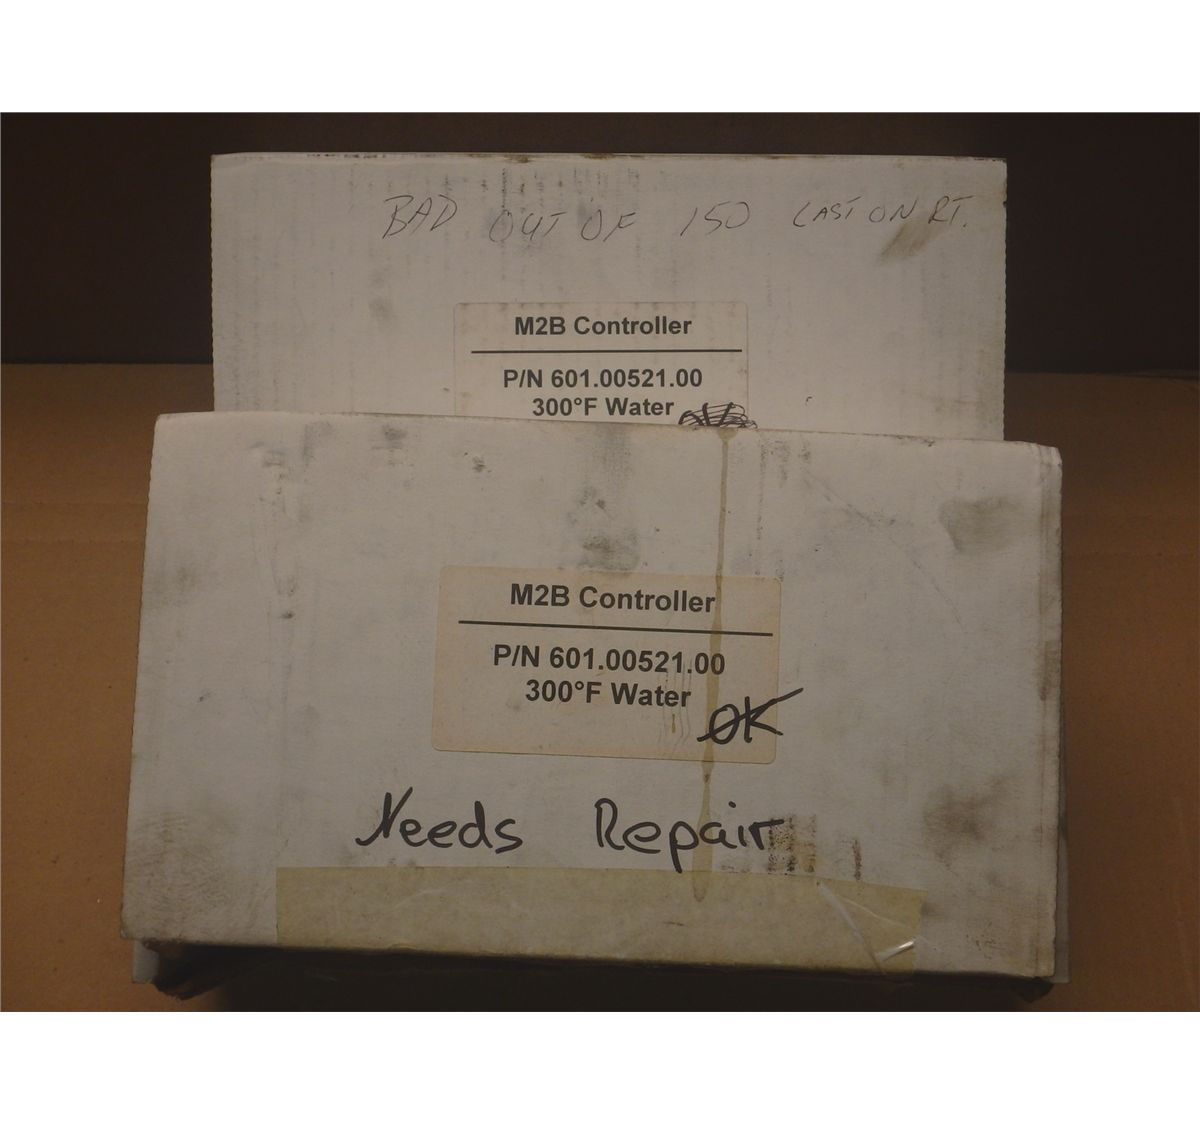 BAD OUT OF 150 LAST ON RT.
M2B Controller
P/N 601.00521.00
300°F Water
M2B Controller
P/N 601.00521.00
300°F Water
OK
Needs Repair